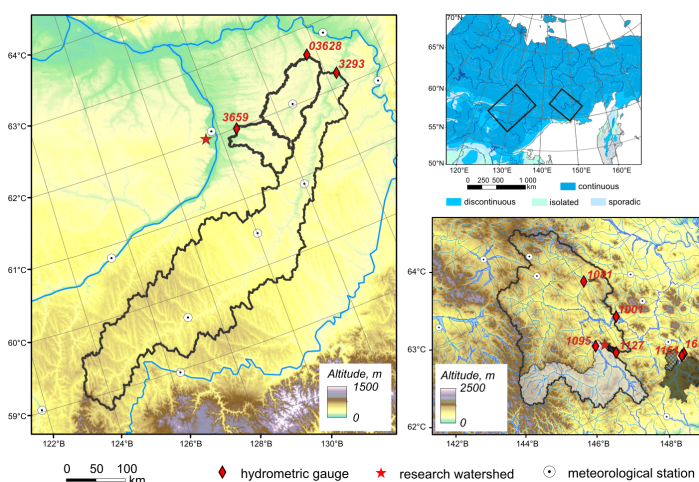 03628
3293
3659
64°C
63°C
62°C
61°C
60°C
59°C
122°C
124°C
126°C
128°C
130°C
Altitude, m
1500
0
70°N
65°N
60°N
55°N
50°N
120°C
130°C
140°C
150°C
160°C
0 250 500 1 000
km
continuous
discontinuous
isolated
sporadic
1001
1095
1127
64°C
63°C
62°C
142°C
144°C
146°C
148°C
Altitude, m
2500
0
0 50 100
km
hydrometric gauge
research watershed
meteorological station